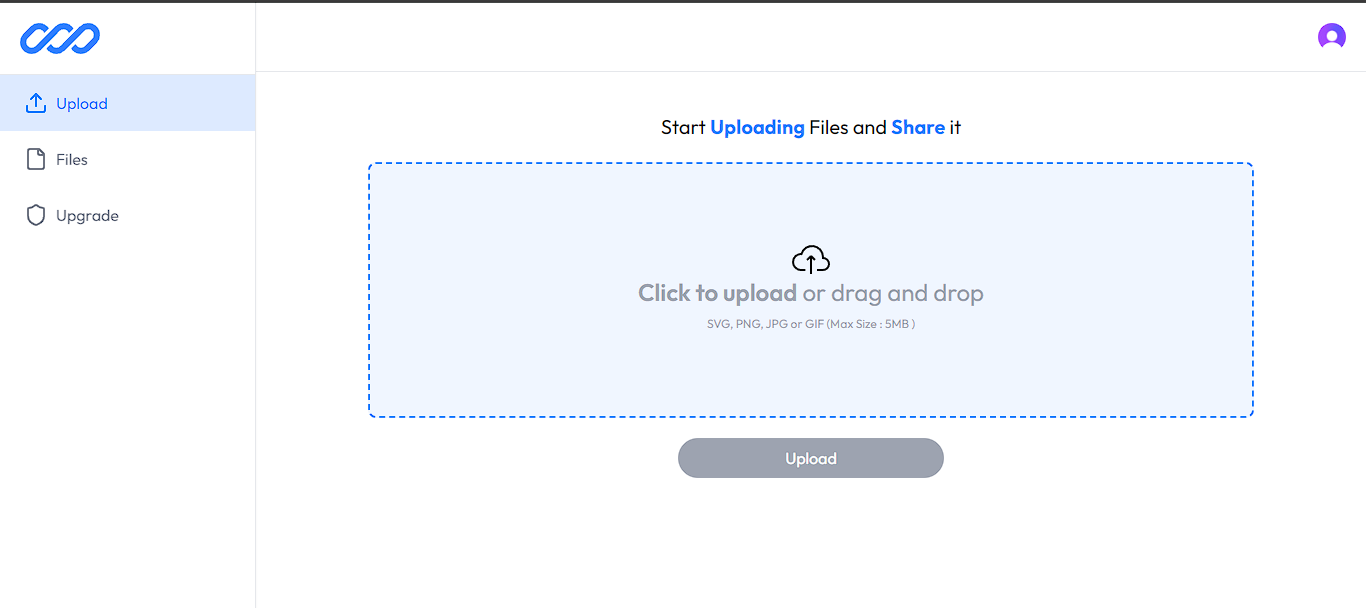 Upload
Files
Upgrade
Start Uploading Files and Share it
Click to upload or drag and drop
SVG, PNG, JPG or GIF (Max Size : 5MB )
Upload